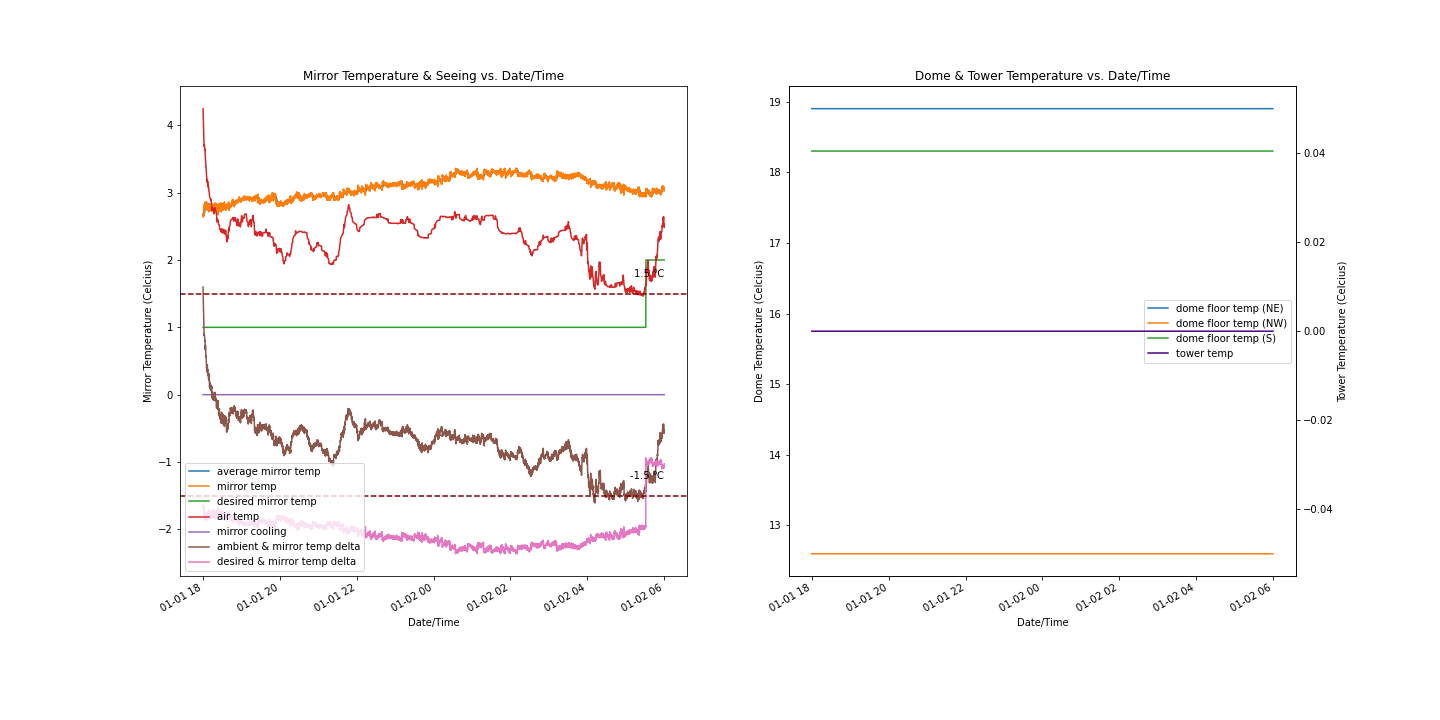 Mirror Temperature & Seeing vs. Date/Time
Mirror Temperature (Celcius)
4
3
2
1
0
−1
−2
1.5 °C
-1.5 °C
average mirror temp
mirror temp
desired mirror temp
air temp
mirror cooling
ambient & mirror temp delta
desired & mirror temp delta
01-01 18
01-01 20
01-01 22
01-02 00
01-02 02
01-02 04
01-02 06
Date/Time
Dome & Tower Temperature vs. Date/Time
Dome Temperature (Celcius)
19
18
17
16
15
14
13
dome floor temp (NE)
dome floor temp (NW)
dome floor temp (S)
tower temp
0.04
0.02
0.00
−0.02
−0.04
Tower Temperature (Celcius)
01-01 18
01-01 20
01-01 22
01-02 00
01-02 02
01-02 04
01-02 06
Date/Time